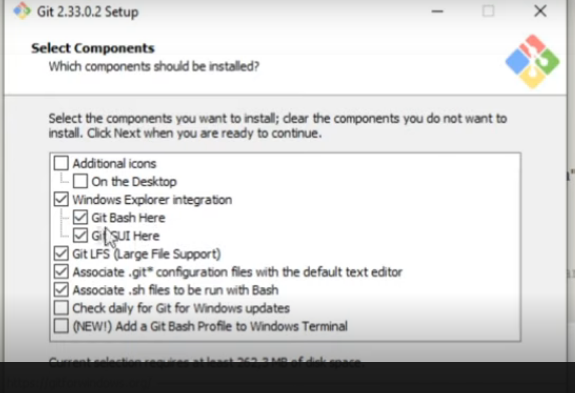 Git 2.33.0.2 Setup
Select Components
Which components should be installed?
Select the components you want to install; clear the components you do not want to
install. Click Next when you are ready to continue.
Additional icons
On the Desktop
Windows Explorer integration
Git Bash Here
Git GUI Here
Git LFS (Large File Support)
Associate .git* configuration files with the default text editor
Associate .sh files to be run with Bash
Check daily for Git for Windows updates
(NEW!) Add a Git Bash Profile to Windows Terminal
Current selection requires at least 262,3 MB of disk space.